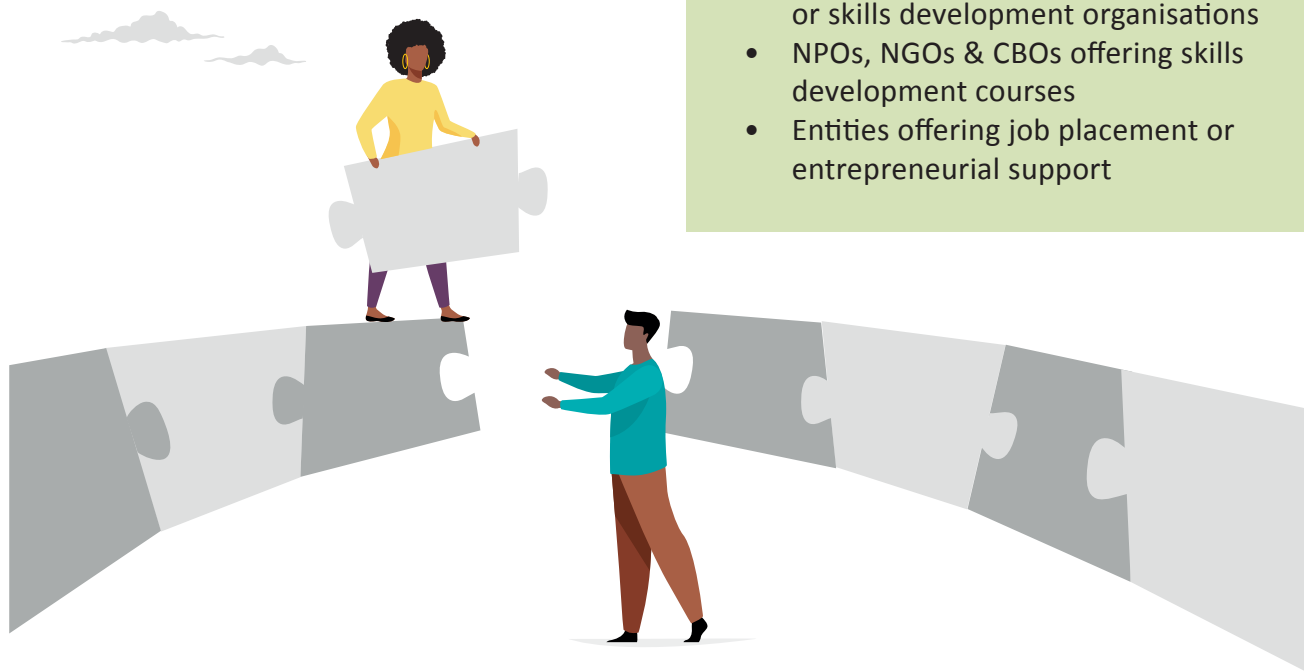 or skills development organisations
• NPOs, NGOs & CBOs offering skills
development courses
• Entities offering job placement or
entrepreneurial support